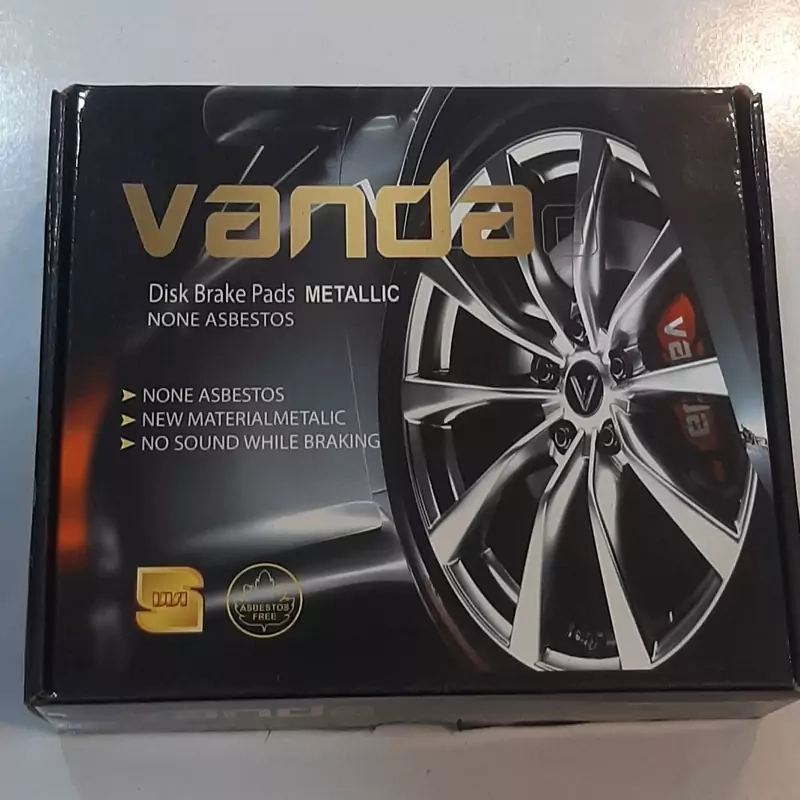 vanda
Disk Brake Pads METALLIC
NONE ASBESTOS
➤ NONE ASBESTOS
➤ NEW MATERIALMETALIC
➤ NO SOUND WHILE BRAKING
ASBESTOS
FREE